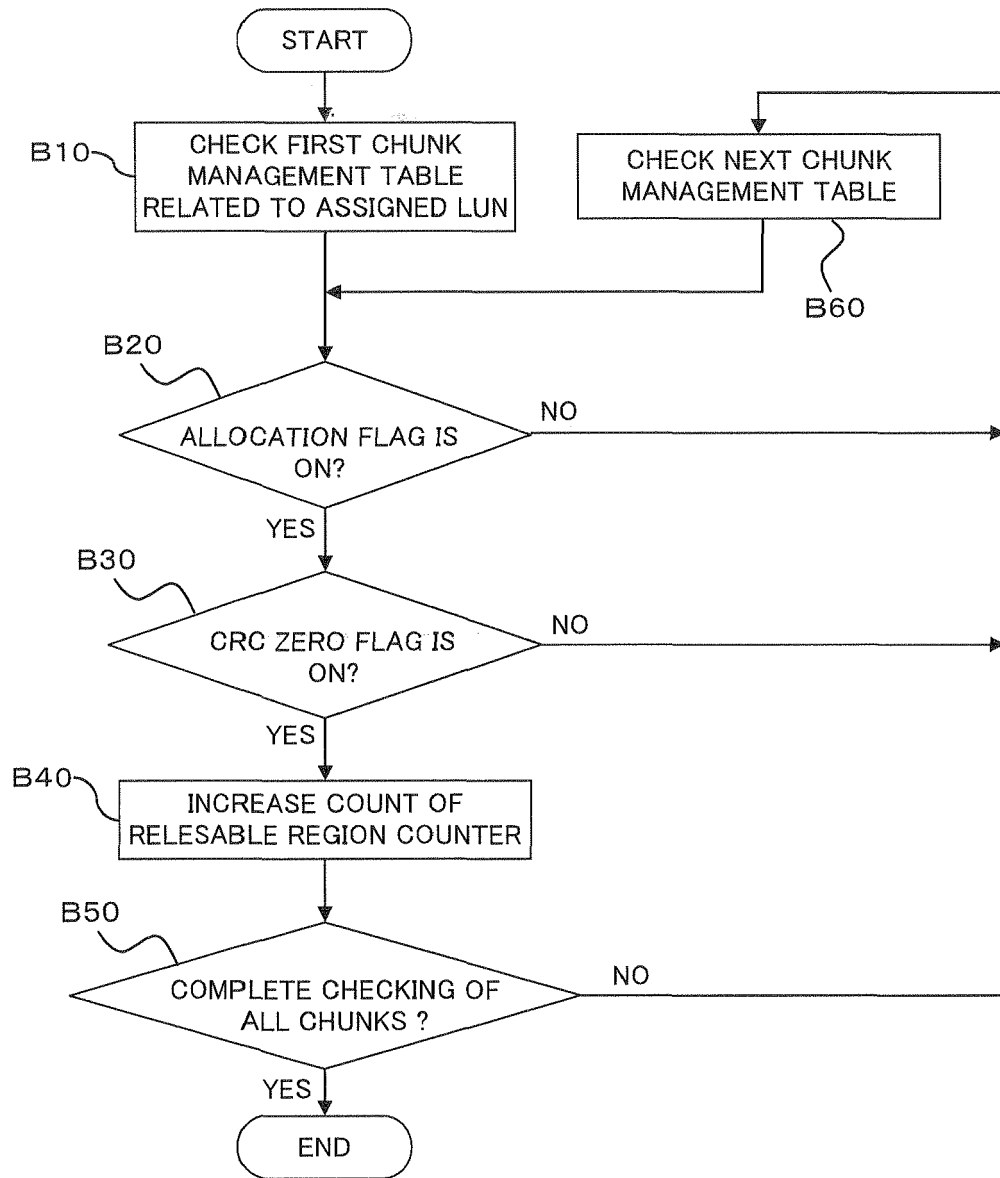 START
B10
CHECK FIRST CHUNK
MANAGEMENT TABLE
RELATED TO ASSIGNED LUN
CHECK NEXT CHUNK
MANAGEMENT TABLE
B60
B20
ALLOCATION FLAG IS
ON?
NO
YES
B30
CRC ZERO FLAG IS
ON?
NO
YES
B40
INCREASE COUNT OF
RELESABLE REGION COUNTER
B50
COMPLETE CHECKING OF
ALL CHUNKS ?
NO
YES
END